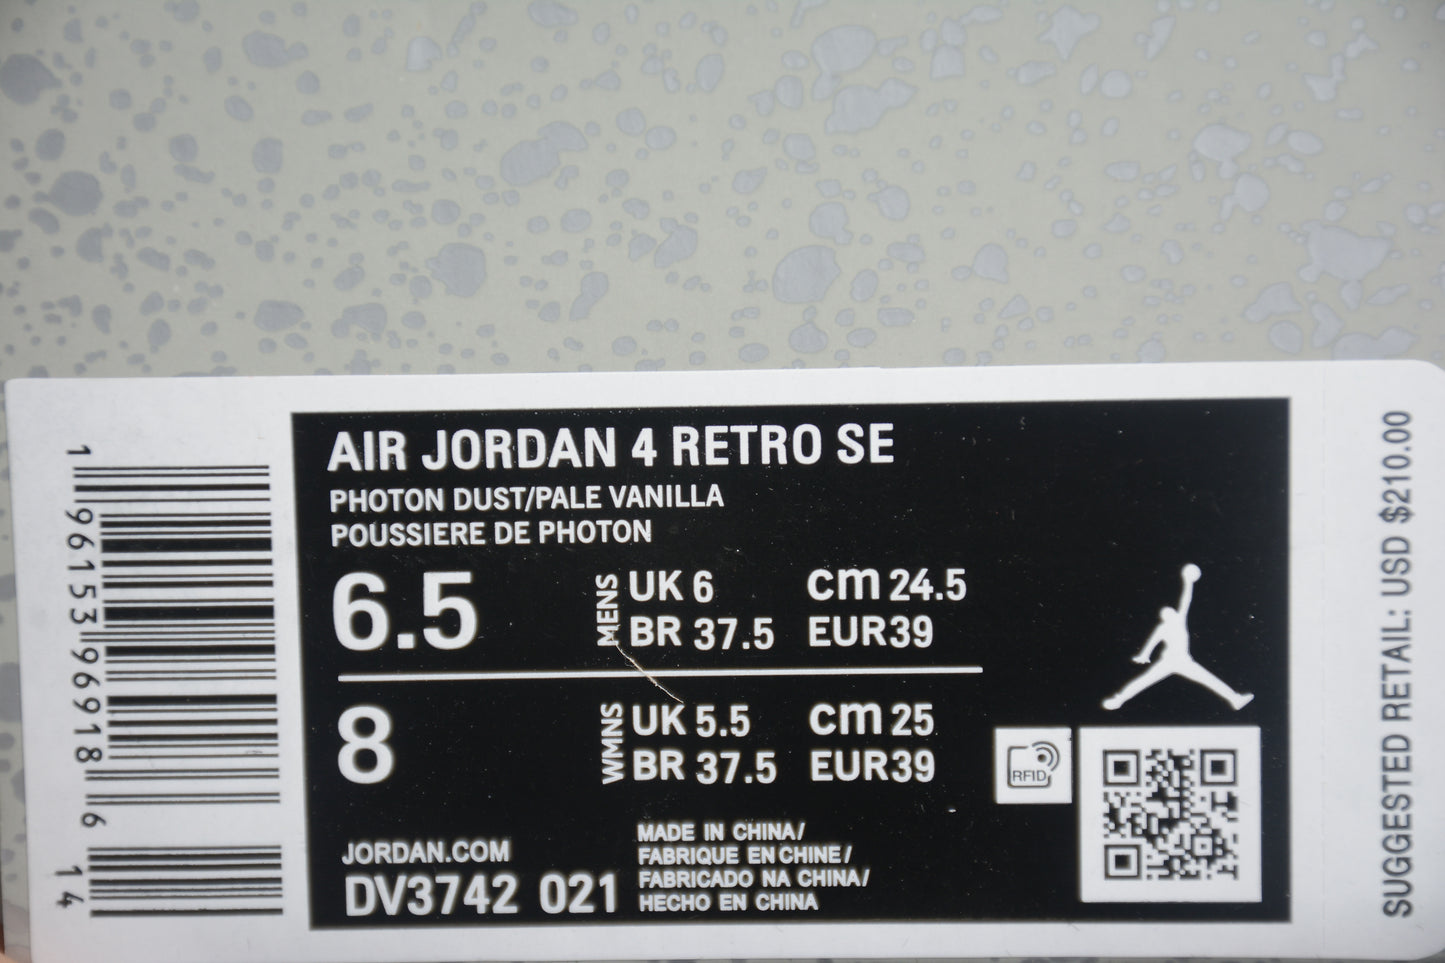 AIR JORDAN 4 RETRO SE
PHOTON DUST/PALE VANILLA
POUSSIERE DE PHOTON
6.5
MENS
UK 6 cm 24.5
BR 37.5 EUR39
8
WMNS
UK 5.5 cm 25
BR 37.5 EUR39
JORDAN.COM
DV3742 021
MADE IN CHINA/
FABRIQUE EN CHINE/
FABRICADO NA CHINA/
HECHO EN CHINA
RFID
1 96153 96918 6 14
SUGGESTED RETAIL: USD $210.00